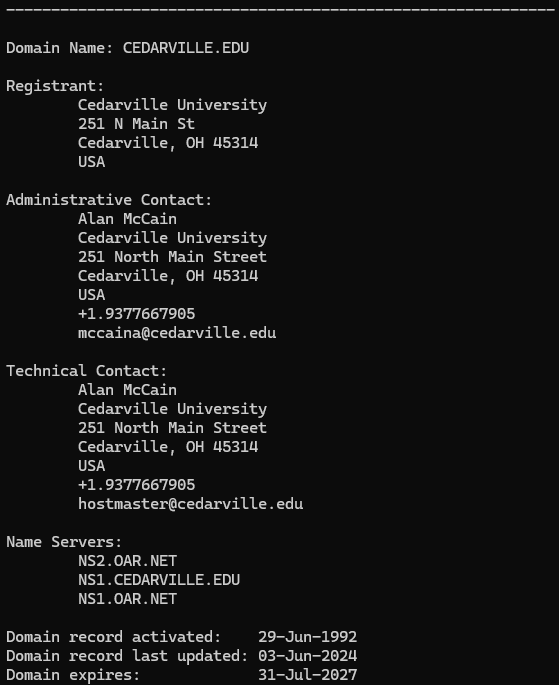 -------------------------------------------------------------
Domain Name: CEDARVILLE.EDU
Registrant:
Cedarville University
251 N Main St
Cedarville, OH 45314
USA
Administrative Contact:
Alan McCain
Cedarville University
251 North Main Street
Cedarville, OH 45314
USA
+1.9377667905
mccaina@cedarville.edu
Technical Contact:
Alan McCain
Cedarville University
251 North Main Street
Cedarville, OH 45314
USA
+1.9377667905
hostmaster@cedarville.edu
Name Servers:
NS2.OAR.NET
NS1.CEDARVILLE.EDU
NS1.OAR.NET
Domain record activated: 29-Jun-1992
Domain record last updated: 03-Jun-2024
Domain expires: 31-Jul-2027